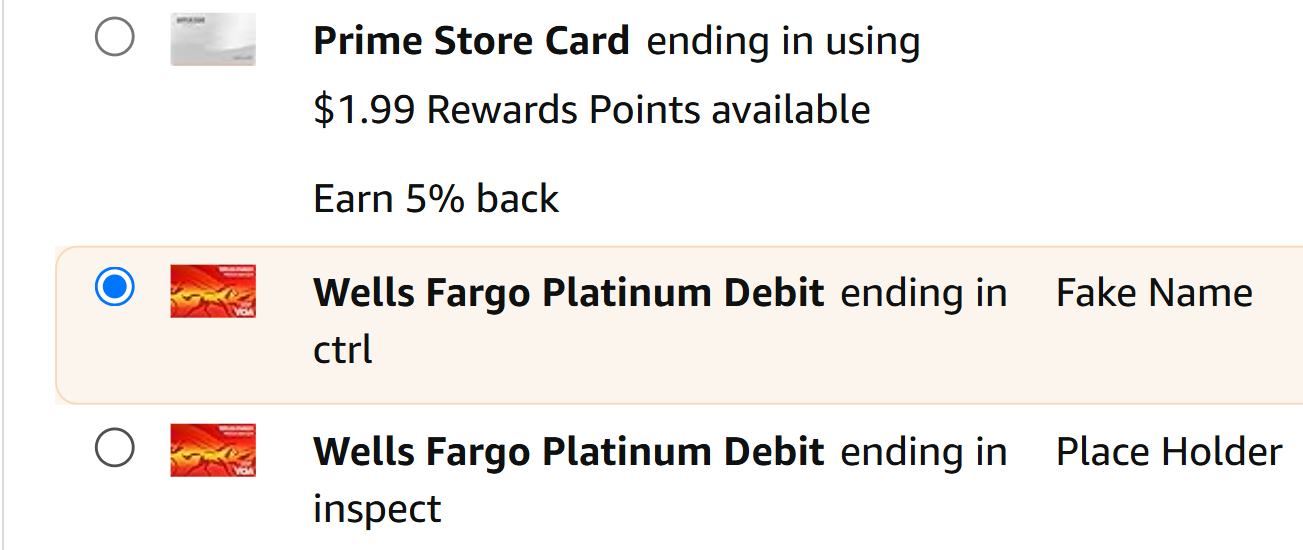 Prime Store Card ending in using
$1.99 Rewards Points available
Earn 5% back
Wells Fargo Platinum Debit ending in Fake Name
ctrl
Wells Fargo Platinum Debit ending in Place Holder
inspect